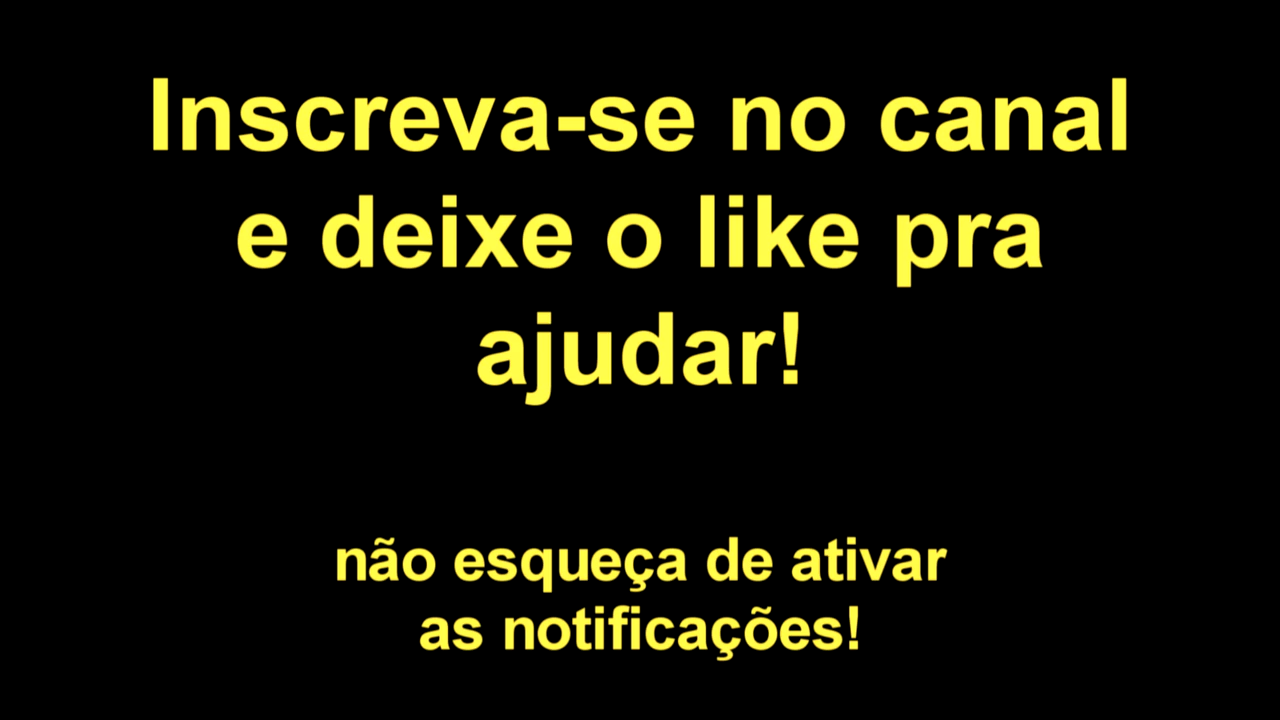 Inscreva-se no canal
e deixe o like pra
ajudar!
não esqueça de ativar
as notificações!